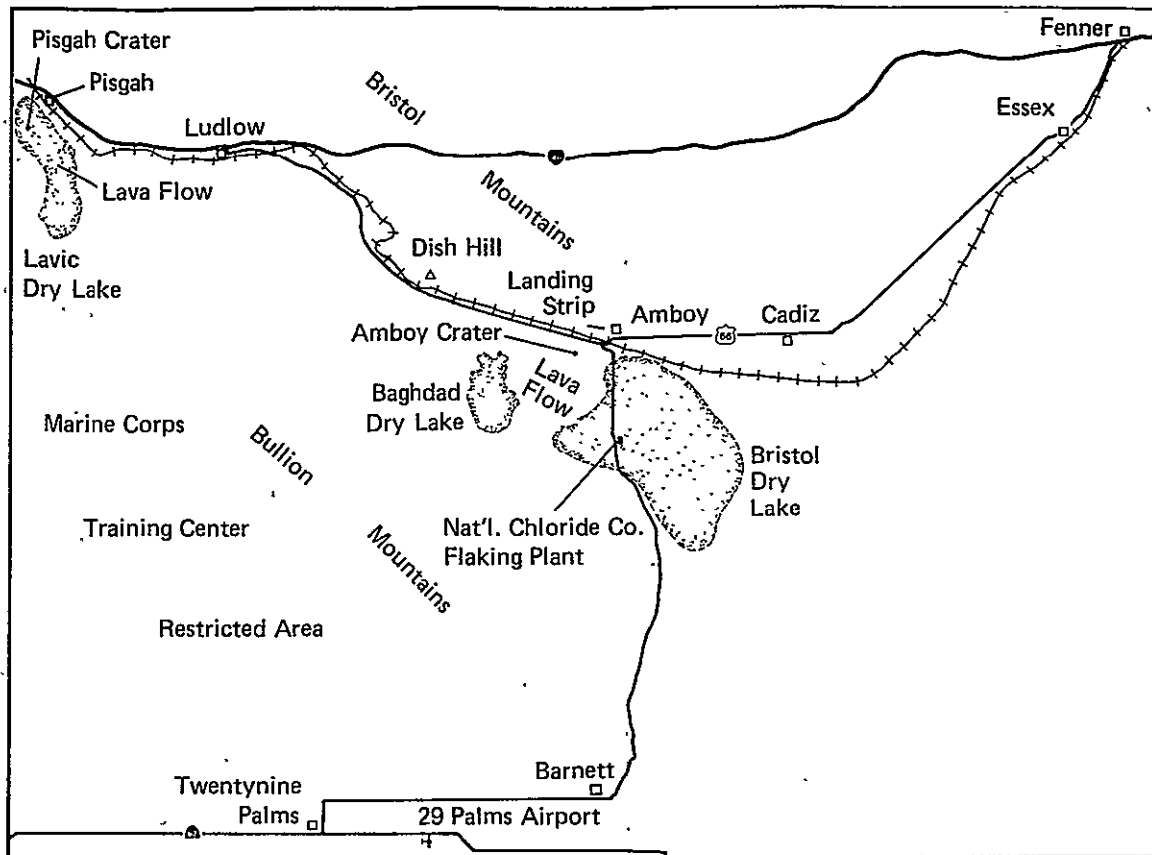 Fenner
Pisgah Crater
Pisgah
Bristol
Essex
Ludlow
Lava Flow
Mountains
Lavic
Dry Lake
Dish Hill
Landing
Strip
Amboy
Cadiz
66
Amboy Crater
Lava
Flow
Baghdad
Dry Lake
Marine Corps
Bullion
Bristol
Dry
Lake
Training Center
Nat'l. Chloride Co.
Flaking Plant
Mountains
Restricted Area
Barnett
Twentynine
Palms
29 Palms Airport